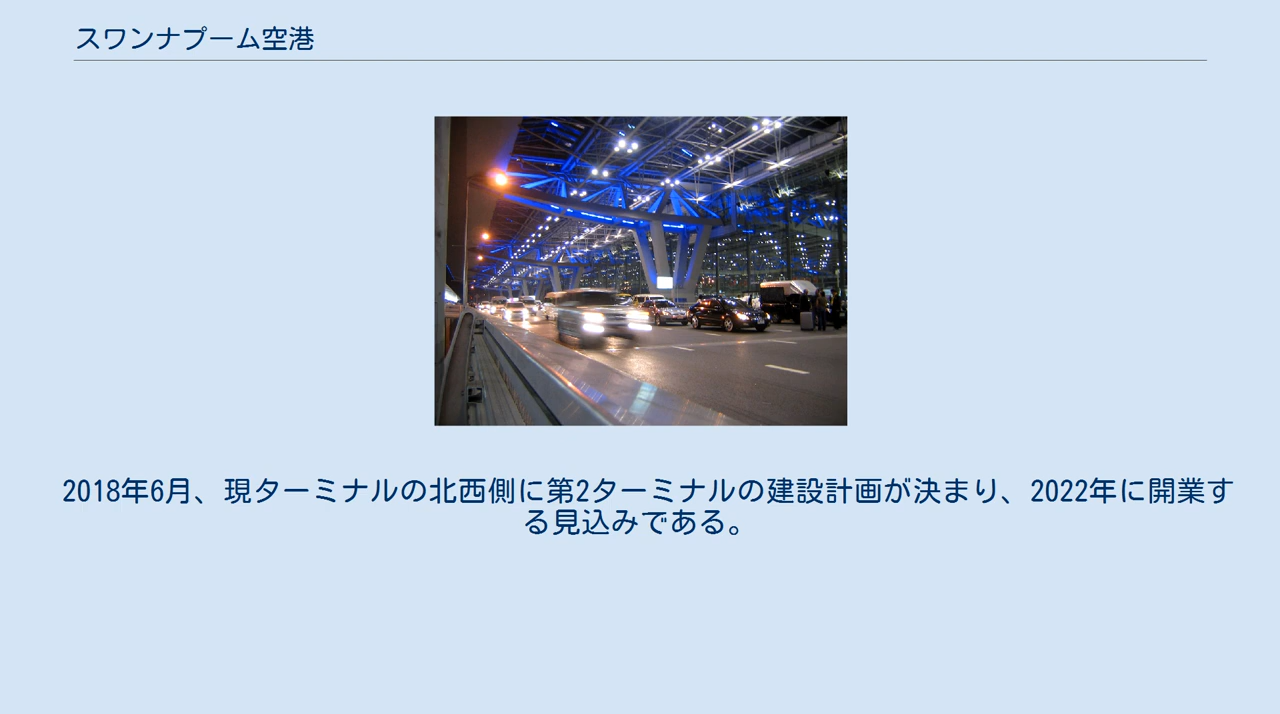 スワンナプーム空港
2018年6月、現ターミナルの北西側に第2ターミナルの建設計画が決まり、2022年に開業す
る見込みである。